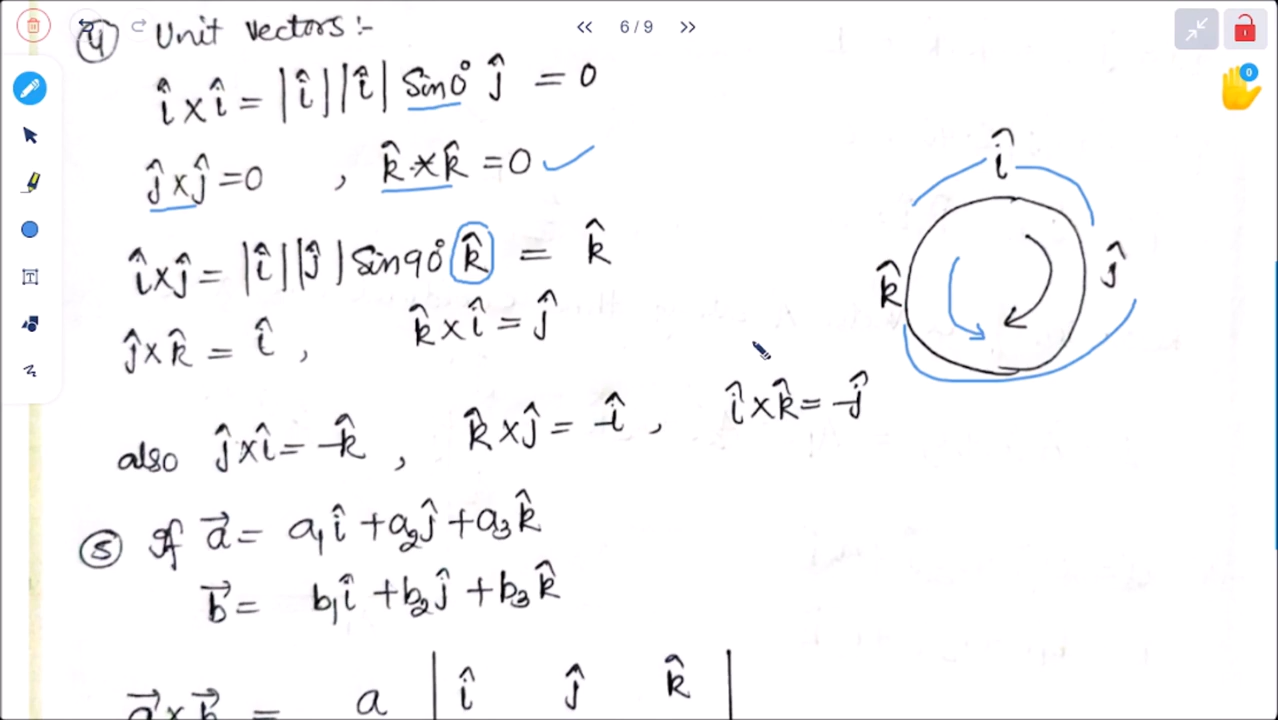 6/9
0
④ Unit vectors:-
î×î = |î||î| Sin0° ĵ = 0
ĵ×ĵ=0 , k̂×k̂=0 ✓
î×ĵ= |î||ĵ| Sin90° k̂ = k̂
ĵ×k̂ = î , k̂×î = ĵ
also ĵ×î= -k̂ , k̂×ĵ= -î , î×k̂= -ĵ
î
ĵ
k̂
⑤ If a⃗= a₁î+a₂ĵ+a₃k̂
b⃗= b₁î+b₂ĵ+b₃k̂
a⃗×b⃗ = a | î ĵ k̂ |